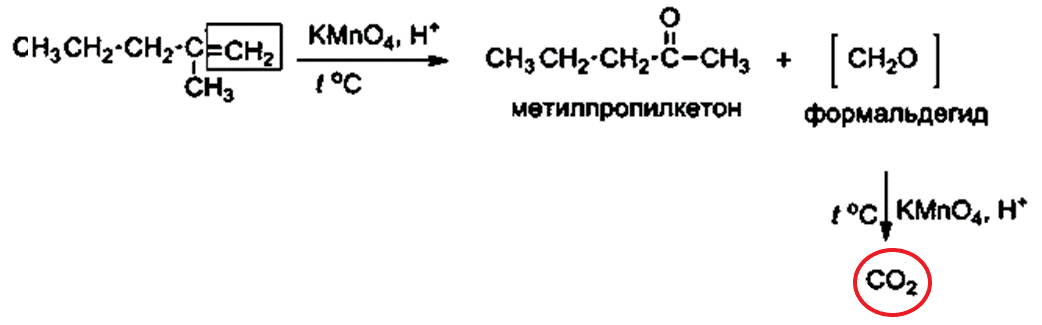 CH₃CH₂-CH₂-C=CH₂
CH₃
KMnO₄, H⁺
t °C
O
CH₃CH₂-CH₂-C-CH₃ + [CH₂O]
метилпропилкетон
формальдегид
t °C KMnO₄, H⁺
CO₂